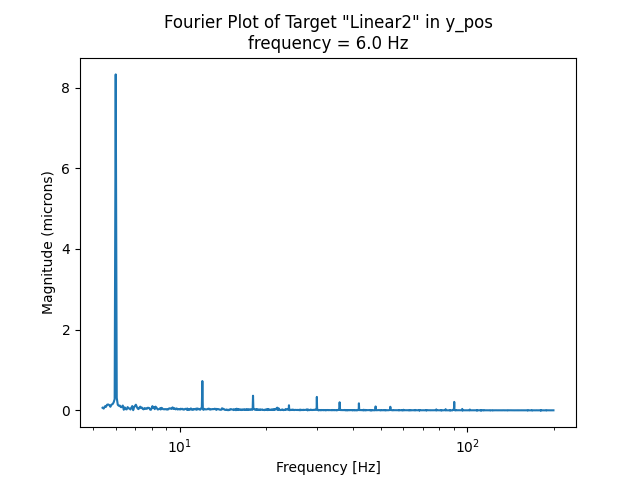 Fourier Plot of Target "Linear2" in y_pos
frequency = 6.0 Hz
8
6
4
2
0
Magnitude (microns)
10¹
10²
Frequency [Hz]